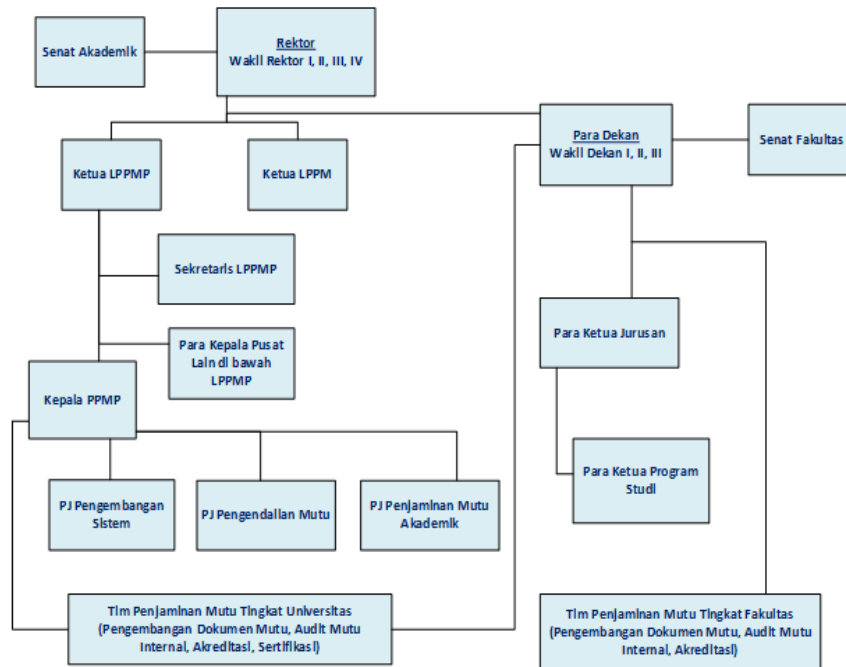 Senat Akademik
Rektor
Wakil Rektor I, II, III, IV
Para Dekan
Wakil Dekan I, II, III
Senat Fakultas
Ketua LPPMP
Ketua LPPM
Sekretaris LPPMP
Para Kepala Pusat
Lain di bawah
LPPMP
Para Ketua Jurusan
Kepala PPMP
Para Ketua Program
Studi
PJ Pengembangan
Sistem
PJ Pengendalian Mutu
PJ Penjaminan Mutu
Akademik
Tim Penjaminan Mutu Tingkat Universitas
(Pengembangan Dokumen Mutu, Audit Mutu
Internal, Akreditasi, Sertifikasi)
Tim Penjaminan Mutu Tingkat Fakultas
(Pengembangan Dokumen Mutu, Audit Mutu
Internal, Akreditasi)